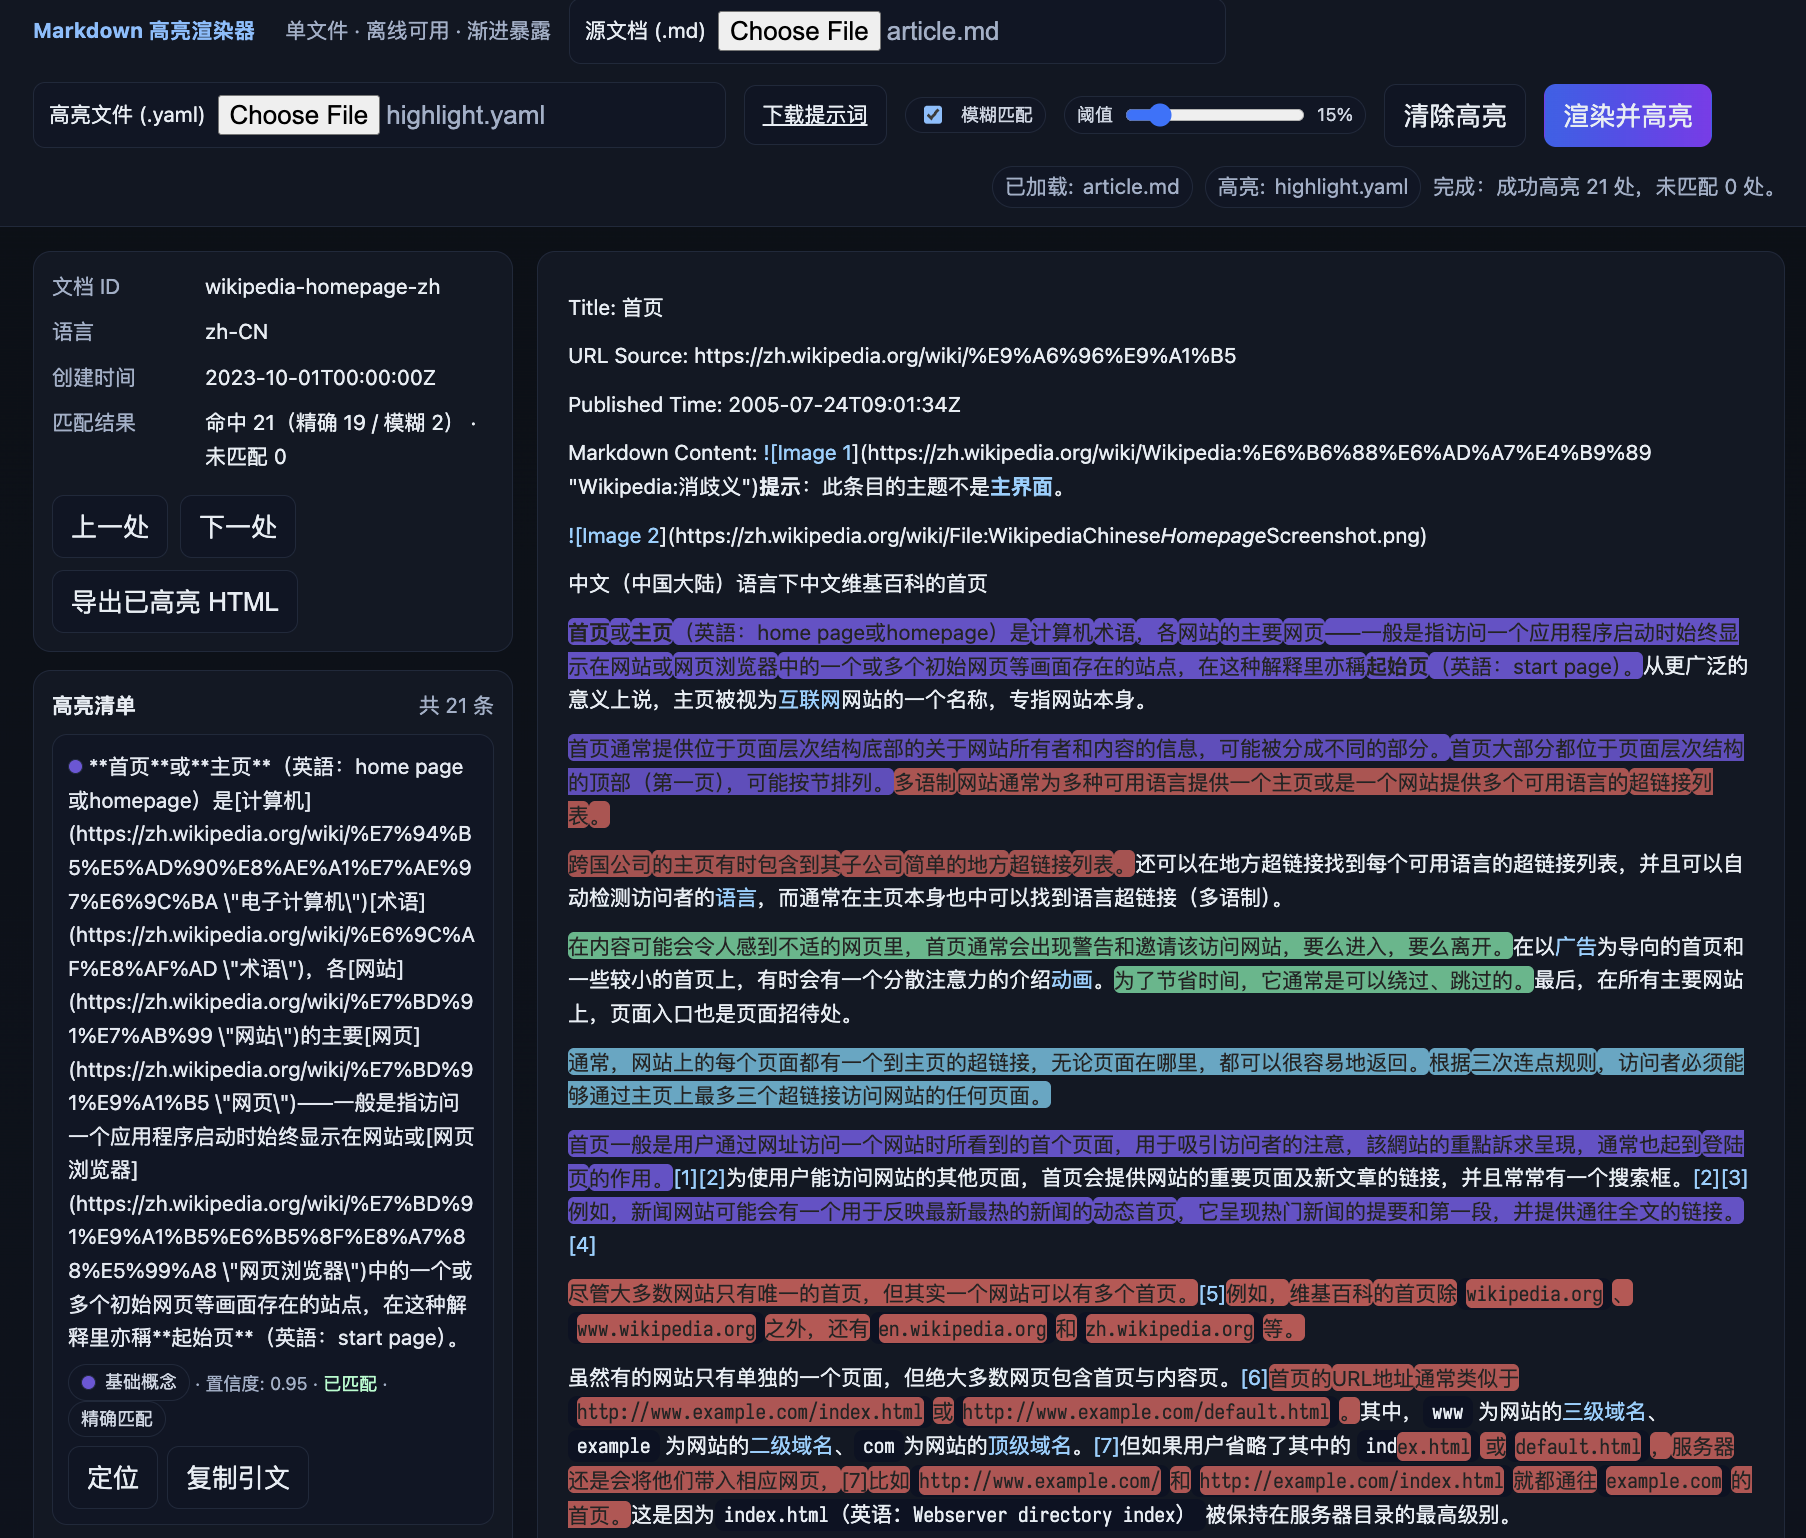 Markdown 高亮渲染器 单文件 · 离线可用 · 渐进暴露 源文档 (.md) Choose File article.md
高亮文件 (.yaml) Choose File highlight.yaml 下载提示词 模糊匹配 阈值 15% 清除高亮 渲染并高亮
已加载: article.md 高亮: highlight.yaml 完成：成功高亮 21 处，未匹配 0 处。
文档 ID wikipedia-homepage-zh
语言 zh-CN
创建时间 2023-10-01T00:00:00Z
匹配结果 命中 21（精确 19 / 模糊 2） ·
未匹配 0
上一处 下一处
导出已高亮 HTML
高亮清单 共 21 条
**首页**或**主页**（英語：home page
或homepage）是[计算机]
(https://zh.wikipedia.org/wiki/%E7%94%B
5%E5%AD%90%E8%AE%A1%E7%AE%9
7%E6%9C%BA \"电子计算机\")[术语]
(https://zh.wikipedia.org/wiki/%E6%9C%A
F%E8%AF%AD \"术语\")，各[网站]
(https://zh.wikipedia.org/wiki/%E7%BD%9
1%E7%AB%99 \"网站\")的主要[网页]
(https://zh.wikipedia.org/wiki/%E7%BD%9
1%E9%A1%B5 \"网页\")——一般是指访问
一个应用程序启动时始终显示在网站或[网页
浏览器]
(https://zh.wikipedia.org/wiki/%E7%BD%9
1%E9%A1%B5%E6%B5%8F%E8%A7%8
8%E5%99%A8 \"网页浏览器\")中的一个或
多个初始网页等画面存在的站点，在这种解
释里亦稱**起始页**（英語：start page）。
基础概念 · 置信度: 0.95 · 已匹配 ·
精确匹配
定位 复制引文
Title: 首页
URL Source: https://zh.wikipedia.org/wiki/%E9%A6%96%E9%A1%B5
Published Time: 2005-07-24T09:01:34Z
Markdown Content: ![Image 1](https://zh.wikipedia.org/wiki/Wikipedia:%E6%B6%88%E6%AD%A7%E4%B9%89
"Wikipedia:消歧义")提示：此条目的主题不是主界面。
![Image 2](https://zh.wikipedia.org/wiki/File:WikipediaChineseHomepageScreenshot.png)
中文（中国大陆）语言下中文维基百科的首页
首页或主页（英語：home page或homepage）是计算机术语，各网站的主要网页——一般是指访问一个应用程序启动时始终显
示在网站或网页浏览器中的一个或多个初始网页等画面存在的站点，在这种解释里亦稱起始页（英語：start page）。从更广泛的
意义上说，主页被视为互联网网站的一个名称，专指网站本身。
首页通常提供位于页面层次结构底部的关于网站所有者和内容的信息，可能被分成不同的部分。首页大部分都位于页面层次结构
的顶部（第一页），可能按节排列。多语制网站通常为多种可用语言提供一个主页或是一个网站提供多个可用语言的超链接列
表。
跨国公司的主页有时包含到其子公司简单的地方超链接列表。还可以在地方超链接找到每个可用语言的超链接列表，并且可以自
动检测访问者的语言，而通常在主页本身也中可以找到语言超链接（多语制）。
在内容可能会令人感到不适的网页里，首页通常会出现警告和邀请该访问网站，要么进入，要么离开。在以广告为导向的首页和
一些较小的首页上，有时会有一个分散注意力的介绍动画。为了节省时间，它通常是可以绕过、跳过的。最后，在所有主要网站
上，页面入口也是页面招待处。
通常，网站上的每个页面都有一个到主页的超链接，无论页面在哪里，都可以很容易地返回。根据三次连点规则，访问者必须能
够通过主页上最多三个超链接访问网站的任何页面。
首页一般是用户通过网址访问一个网站时所看到的首个页面，用于吸引访问者的注意，該網站的重點訴求呈現，通常也起到登陆
页的作用。[1][2]为使用户能访问网站的其他页面，首页会提供网站的重要页面及新文章的链接，并且常常有一个搜索框。[2][3]
例如，新闻网站可能会有一个用于反映最新最热的新闻的动态首页，它呈现热门新闻的提要和第一段，并提供通往全文的链接。
[4]
尽管大多数网站只有唯一的首页，但其实一个网站可以有多个首页。[5]例如，维基百科的首页除 wikipedia.org 、
www.wikipedia.org 之外，还有 en.wikipedia.org 和 zh.wikipedia.org 等。
虽然有的网站只有单独的一个页面，但绝大多数网页包含首页与内容页。[6]首页的URL地址通常类似于
http://www.example.com/index.html 或 http://www.example.com/default.html 。其中， www 为网站的三级域名、
example 为网站的二级域名、 com 为网站的顶级域名。[7]但如果用户省略了其中的 index.html 或 default.html ，服务器
还是会将他们带入相应网页，[7]比如 http://www.example.com/ 和 http://example.com/index.html 就都通往 example.com 的
首页。这是因为 index.html（英语：Webserver directory index） 被保持在服务器目录的最高级别。